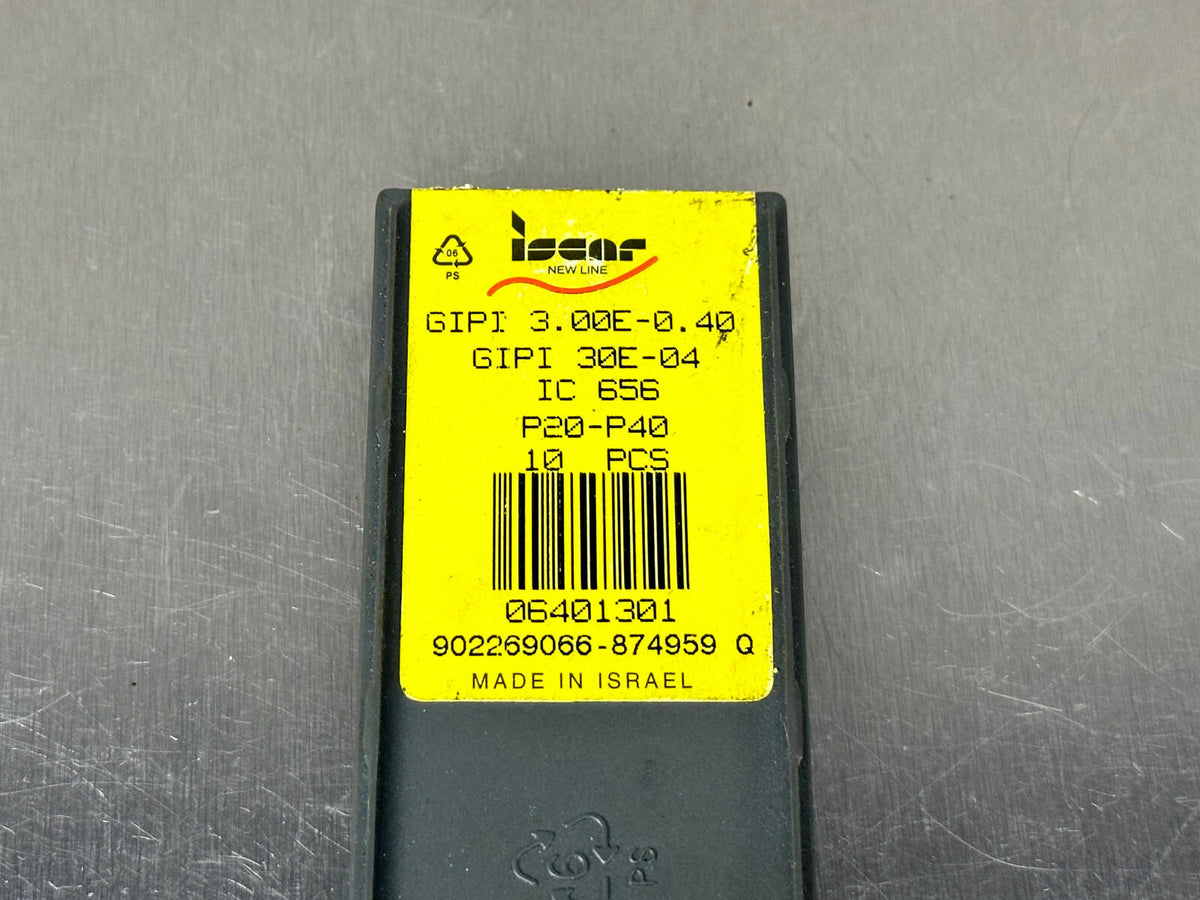 iscar
NEW LINE
06
PS
GIPI 3.00E-0.40
GIPI 30E-04
IC 656
P20-P40
10 PCS
06401301
902269066-874959 Q
MADE IN ISRAEL
PS